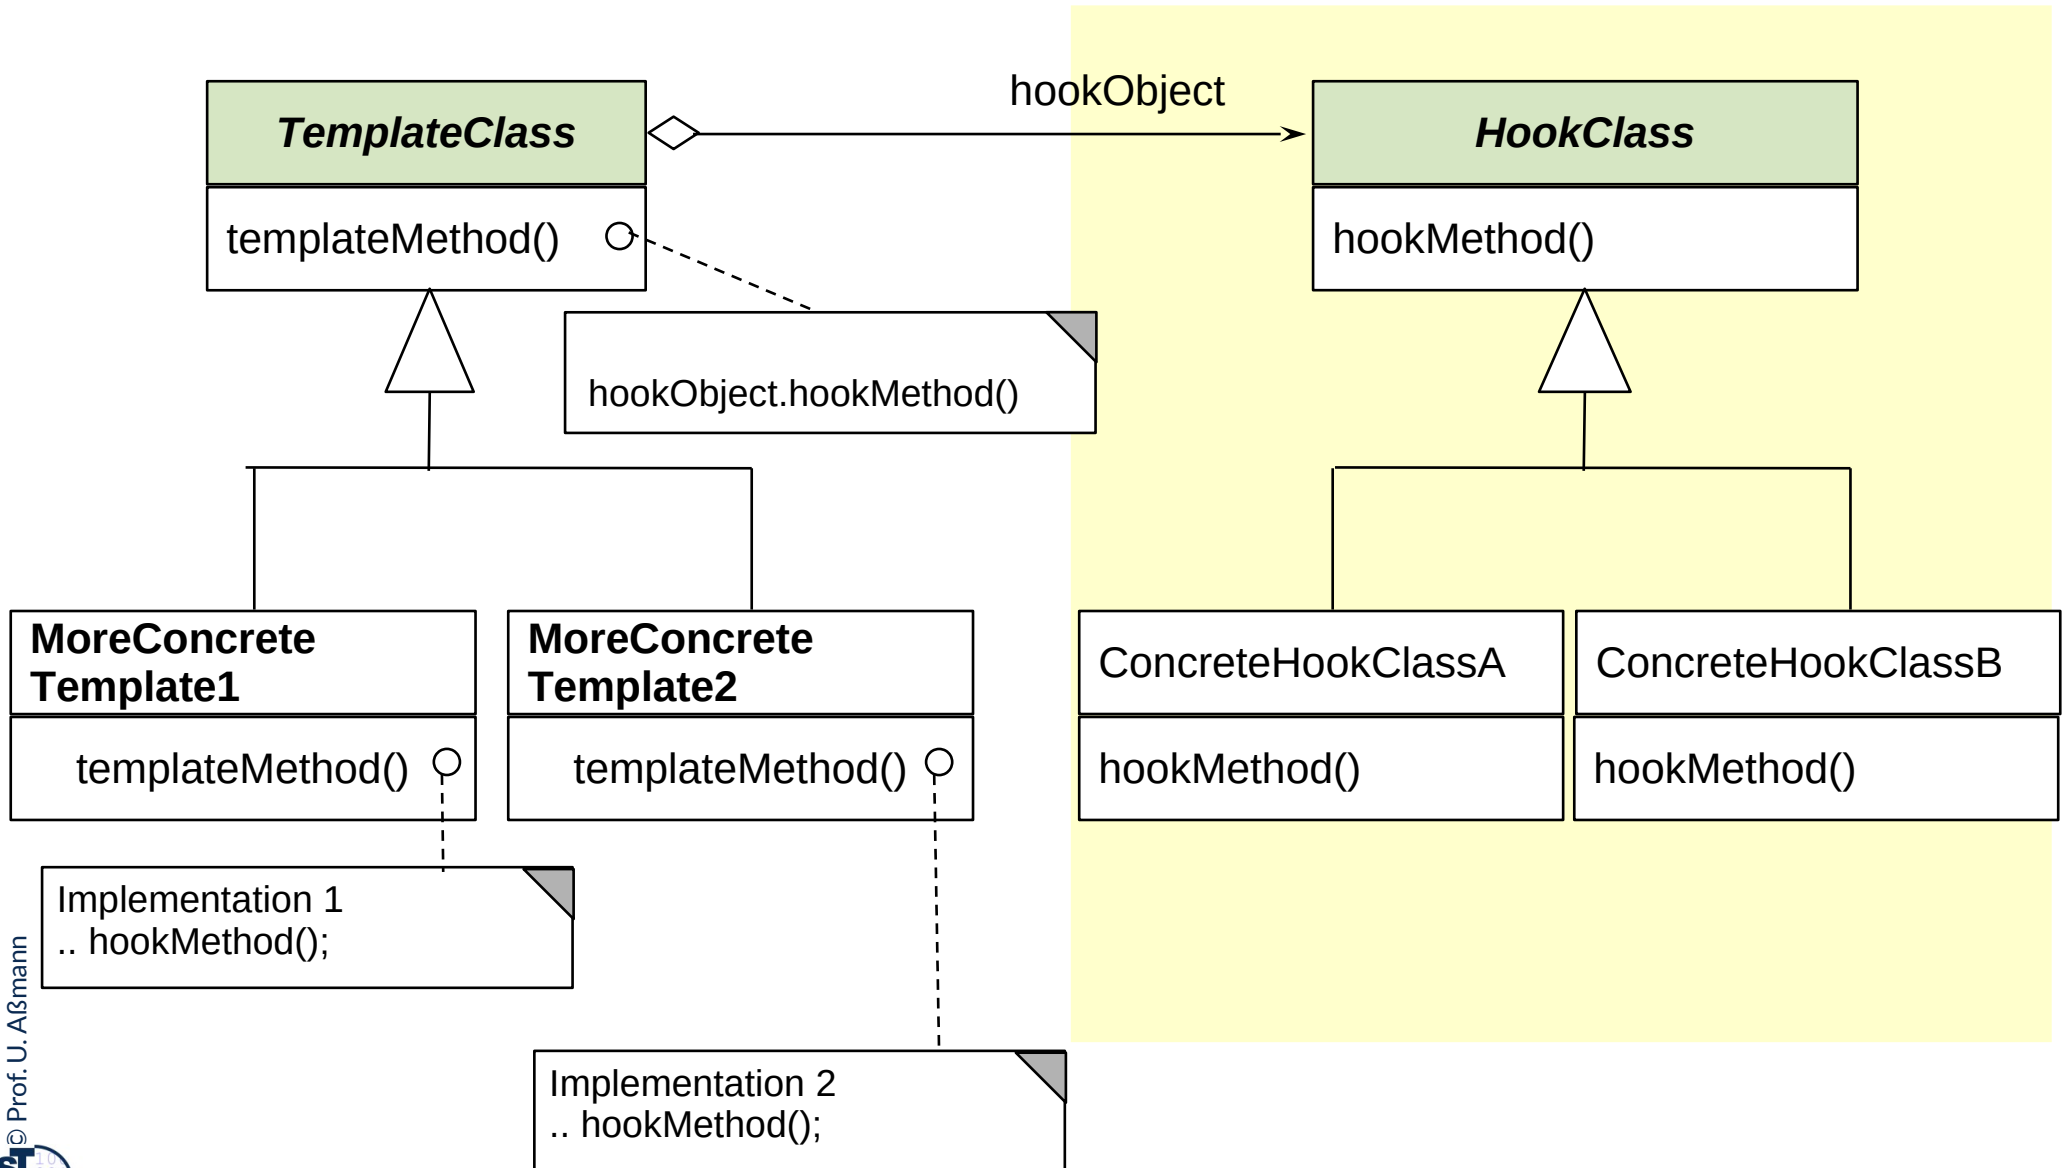 hookObject
TemplateClass
HookClass
templateMethod()
hookMethod()
hookObject.hookMethod()
MoreConcrete
Template1
MoreConcrete
Template2
ConcreteHookClassA
ConcreteHookClassB
templateMethod()
templateMethod()
hookMethod()
hookMethod()
Implementation 1
.. hookMethod();
Implementation 2
.. hookMethod();
© Prof. U. Aßmann